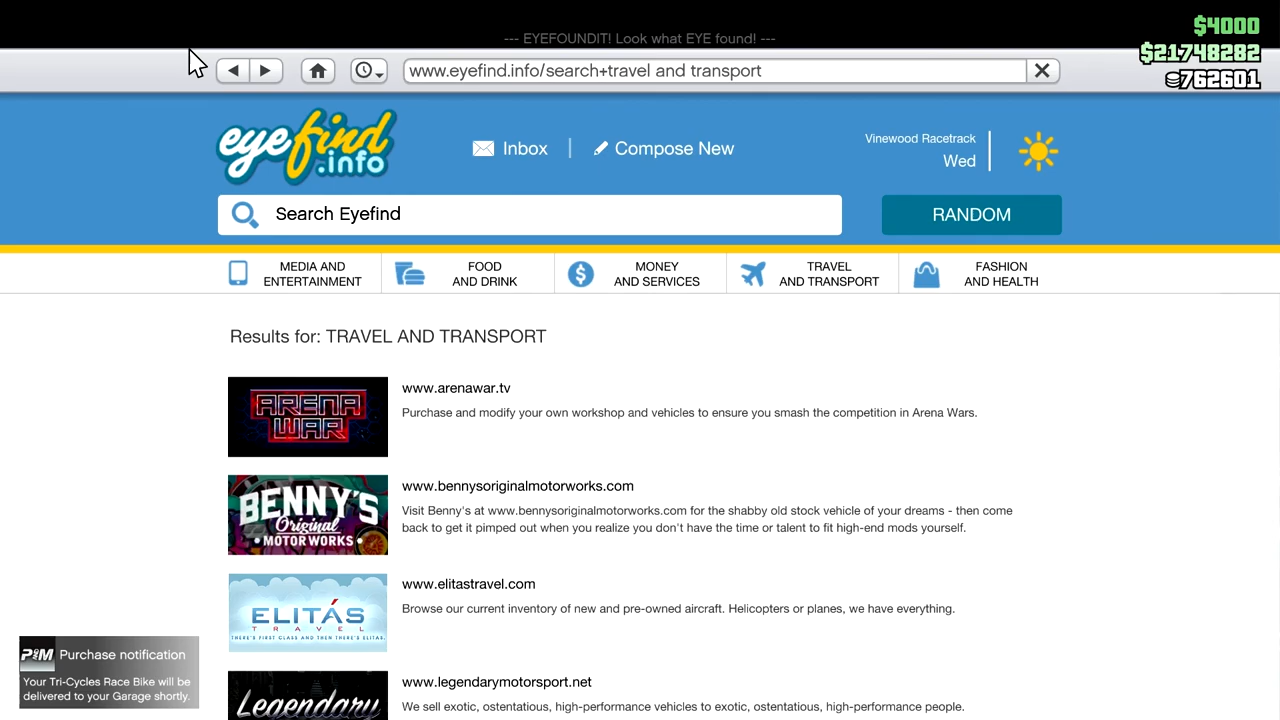 --- EYEFOUNDIT! Look what EYE found! ---
$4000
$21748282
762601
www.eyefind.info/search+travel and transport
eyefind
.info
Inbox
Compose New
Vinewood Racetrack
Wed
Search Eyefind
RANDOM
MEDIA AND
ENTERTAINMENT
FOOD
AND DRINK
MONEY
AND SERVICES
TRAVEL
AND TRANSPORT
FASHION
AND HEALTH
Results for: TRAVEL AND TRANSPORT
ARENA
WAR
www.arenawar.tv
Purchase and modify your own workshop and vehicles to ensure you smash the competition in Arena Wars.
BENNY'S
Original
MOTOR WORKS
www.bennysoriginalmotorworks.com
Visit Benny's at www.bennysoriginalmotorworks.com for the shabby old stock vehicle of your dreams - then come
back to get it pimped out when you realize you don't have the time or talent to fit high-end mods yourself.
ELITÁS
TRAVEL
THERE'S FIRST CLASS AND THEN THERE'S ELITAS.
www.elitastravel.com
Browse our current inventory of new and pre-owned aircraft. Helicopters or planes, we have everything.
Legendary
www.legendarymotorsport.net
We sell exotic, ostentatious, high-performance vehicles to exotic, ostentatious, high-performance people.
P&M
Purchase notification
Your Tri-Cycles Race Bike will be
delivered to your Garage shortly.